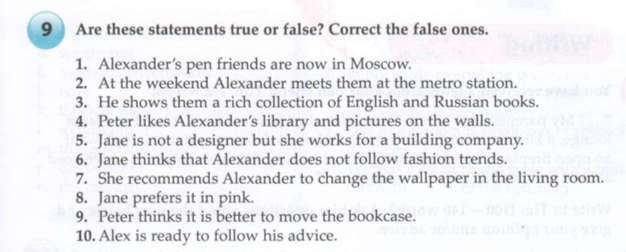 9 Are these statements true or false? Correct the false ones.
1. Alexander's pen friends are now in Moscow.
2. At the weekend Alexander meets them at the railway station.
3. He shows them a rich collection of English and Russian books.
4. Peter likes Alexander's library and pictures on the walls.
5. Jane is not a designer but she works for a building company.
6. Jane thinks that Alexander does not follow fashion trends.
7. She recommends Alexander to change the wallpaper in the living room.
8. Jane prefers it in pink.
9. Peter thinks it is better to move the bookcase.
10. Alex is ready to follow his advice.